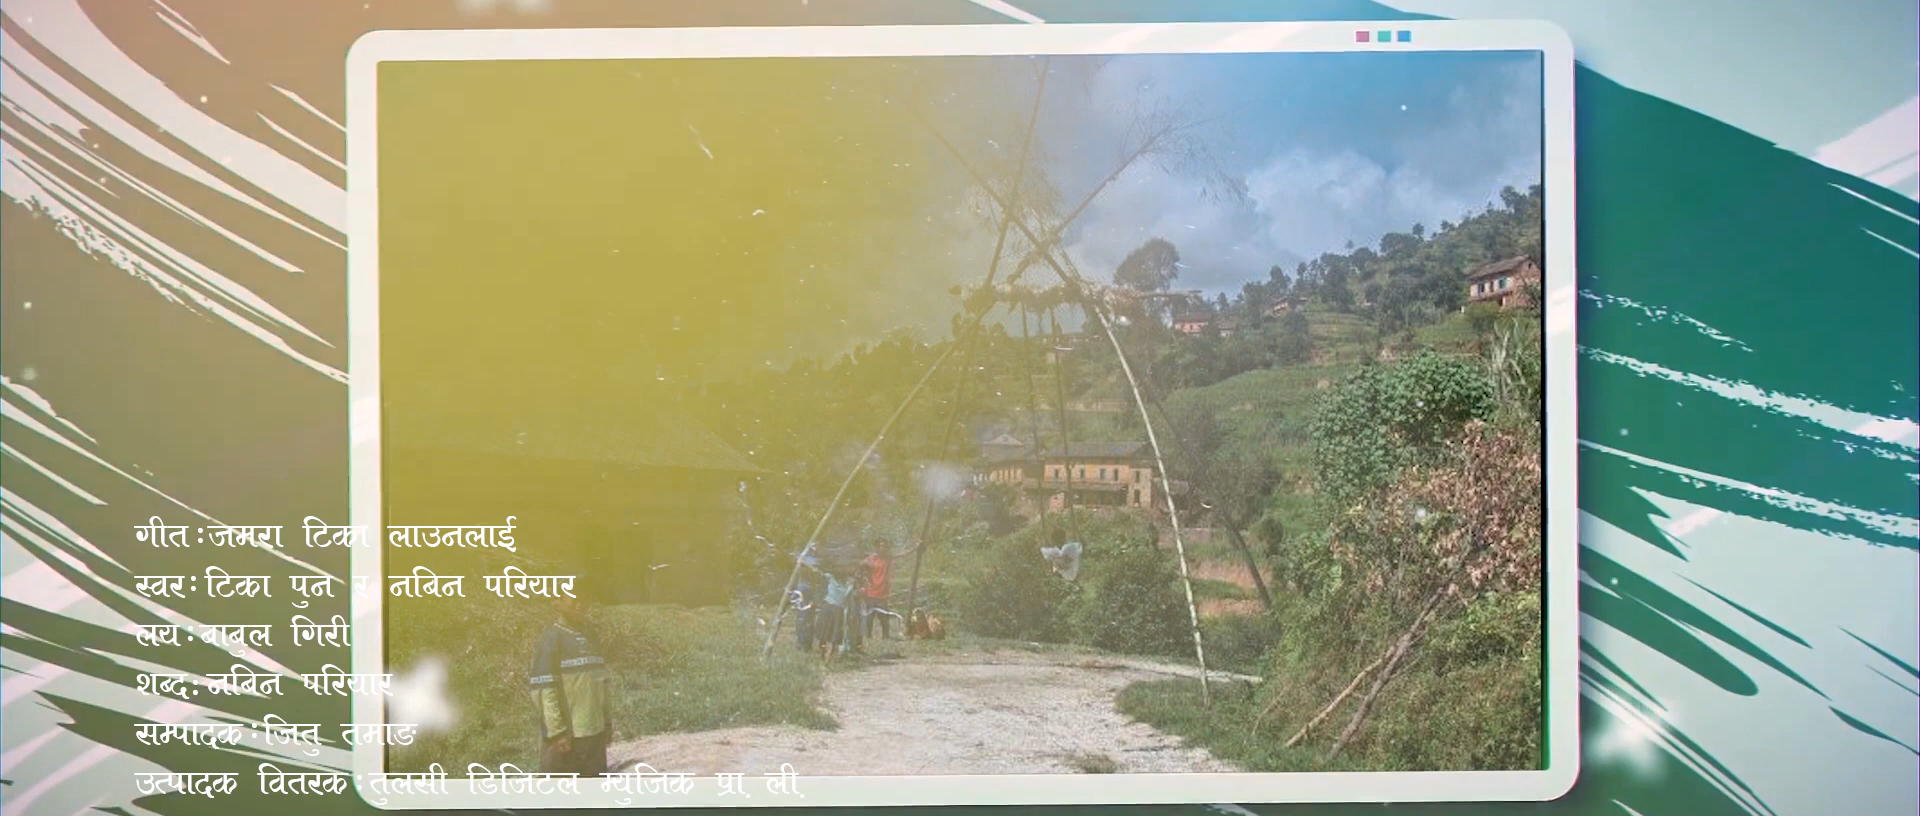 गीत:जमरा टिका लाउनलाई
स्वर:टिका पुन र नबिन परियार
लय:बाबुल गिरी
शब्द:नबिन परियार
सम्पादक:जितु तमाङ
उत्पादक वितरक:तुलसी डिजिटल म्युजिक प्रा. ली.